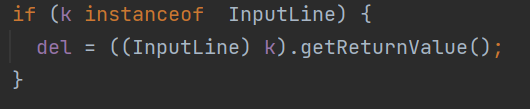 if (k instanceof  InputLine) {
  del = ((InputLine) k).getReturnValue();
}